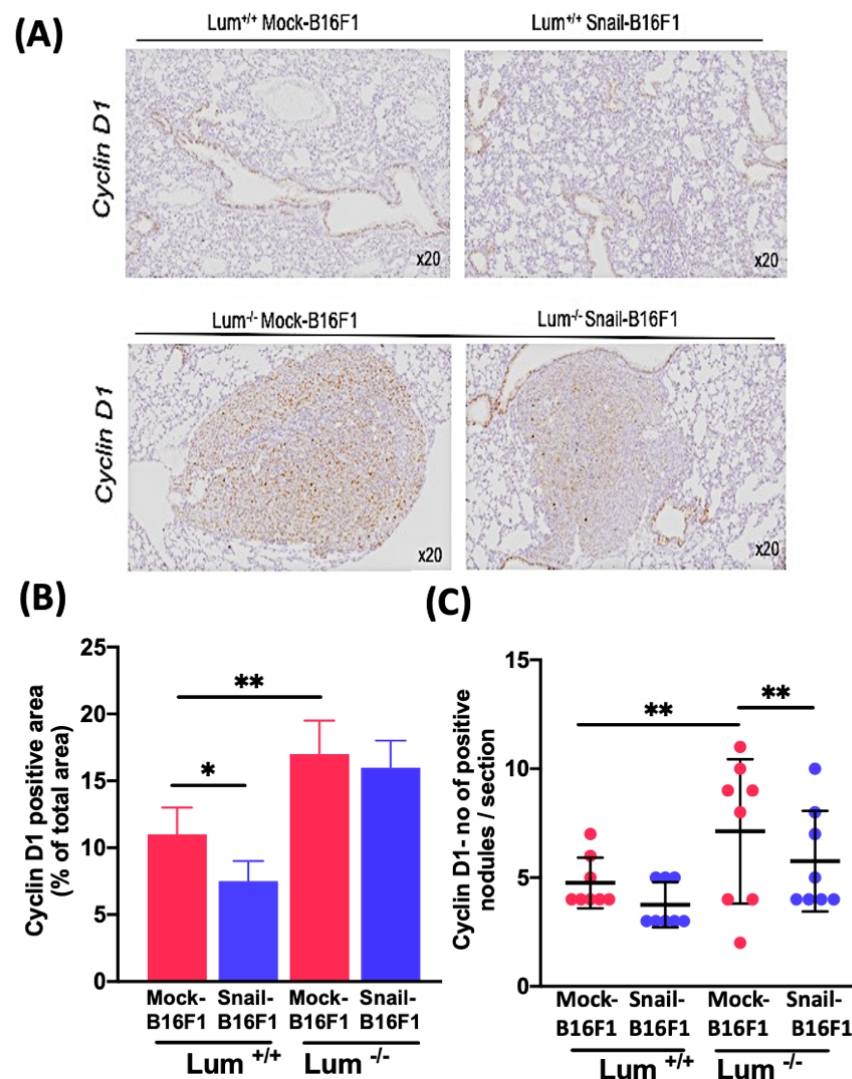 (A)
Lum+/+ Mock-B16F1
Lum+/+ Snail-B16F1
Cyclin D1
x20
x20
Lum-/- Mock-B16F1
Lum-/- Snail-B16F1
Cyclin D1
x20
x20
(B)
Cyclin D1 positive area
(% of total area)
25
20
15
10
5
0
**
*
Mock-
B16F1
Snail-
B16F1
Mock-
B16F1
Snail-
B16F1
Lum +/+
Lum -/-
(C)
Cyclin D1- no of positive
nodules / section
15
10
5
0
**
**
Mock-
B16F1
Snail-
B16F1
Mock-
B16F1
Snail-
B16F1
Lum +/+
Lum -/-